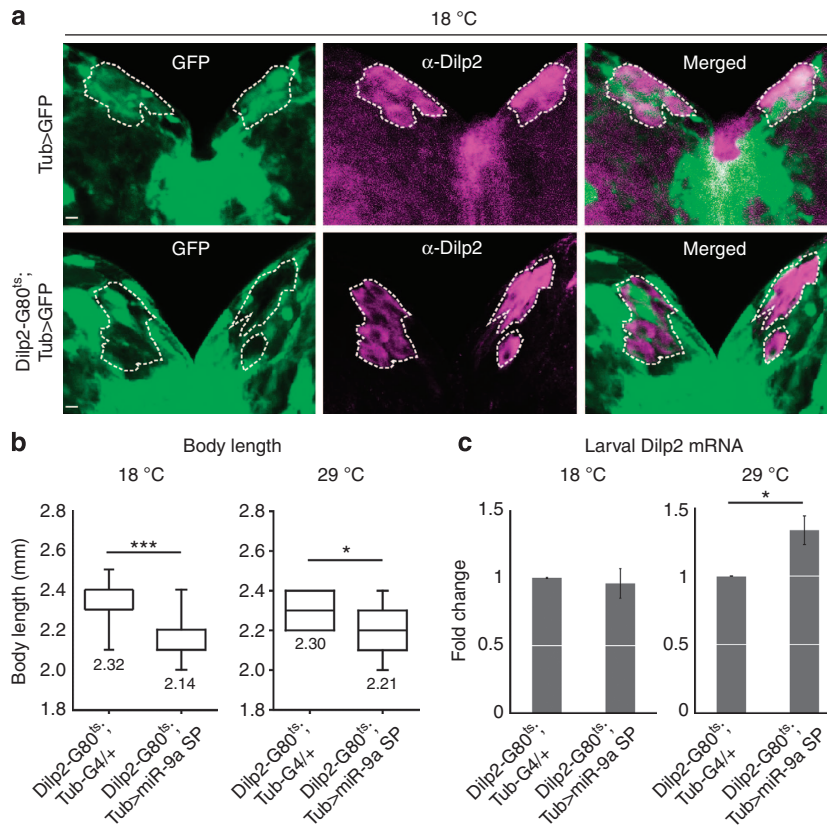 a
18 °C
GFP
α-Dilp2
Merged
Tub>GFP
GFP
α-Dilp2
Merged
Dilp2-G80ts;
Tub>GFP
b
Body length
18 °C
29 °C
Body length (mm)
2.8
2.6
2.4
2.2
2.0
1.8
***
2.32
2.14
Dilp2-G80ts;
Tub-G4/+
Dilp2-G80ts;
Tub>miR-9a SP
2.8
2.6
2.4
2.2
2.0
1.8
*
2.30
2.21
Dilp2-G80ts;
Tub-G4/+
Dilp2-G80ts;
Tub>miR-9a SP
c
Larval Dilp2 mRNA
18 °C
29 °C
Fold change
1.5
1
0.5
0
Dilp2-G80ts;
Tub-G4/+
Dilp2-G80ts;
Tub>miR-9a SP
1.5
1
0.5
0
*
Dilp2-G80ts;
Tub-G4/+
Dilp2-G80ts;
Tub>miR-9a SP